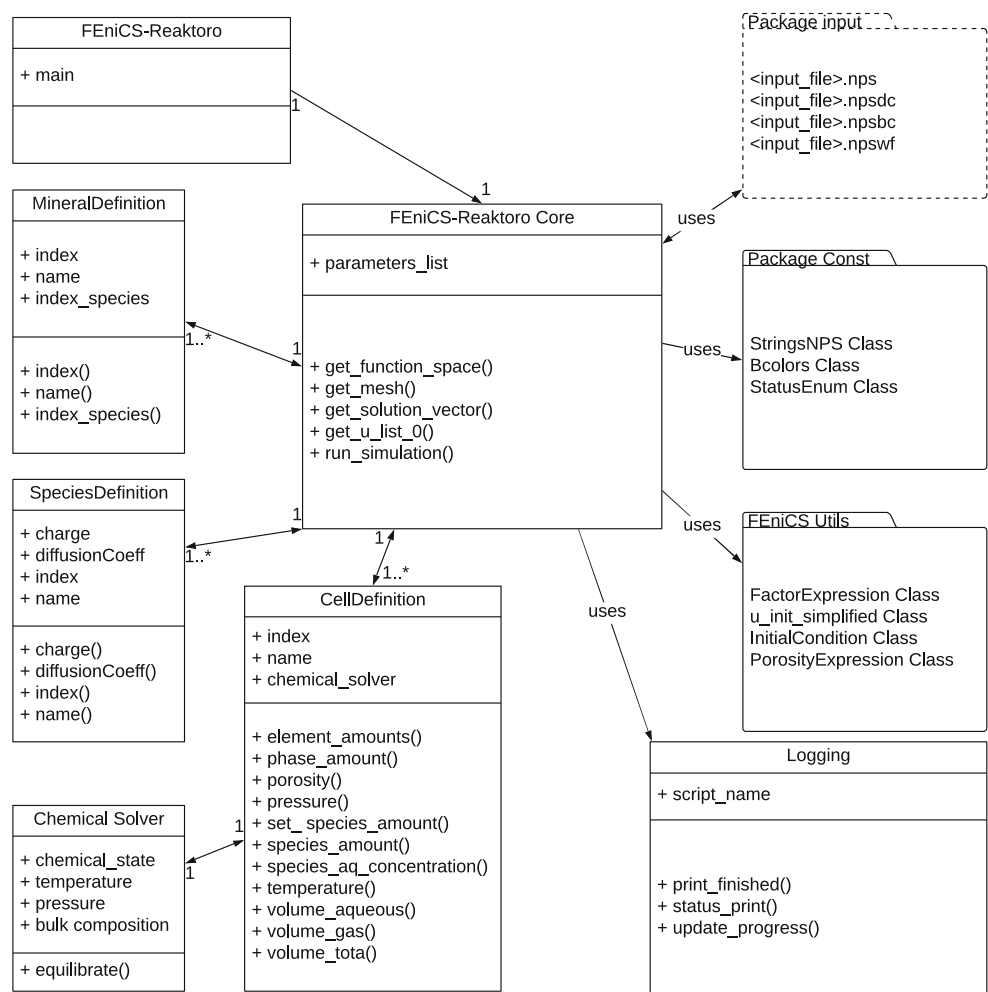 FEniCS-Reaktoro
+ main
1
1
Package input
<input_file>.nps
<input_file>.npsdc
<input_file>.npsbc
<input_file>.npswf
uses
MineralDefinition
+ index
+ name
+ index_species
+ index()
+ name()
+ index_species()
1..*
1
FEniCS-Reaktoro Core
+ parameters_list
+ get_function_space()
+ get_mesh()
+ get_solution_vector()
+ get_u_list_0()
+ run_simulation()
uses
Package Const
StringsNPS Class
Bcolors Class
StatusEnum Class
SpeciesDefinition
+ charge
+ diffusionCoeff
+ index
+ name
+ charge()
+ diffusionCoeff()
+ index()
+ name()
1
1..*
1
1..*
uses
FEniCS Utils
FactorExpression Class
u_init_simplified Class
InitialCondition Class
PorosityExpression Class
CellDefinition
+ index
+ name
+ chemical_solver
+ element_amounts()
+ phase_amount()
+ porosity()
+ pressure()
+ set_ species_amount()
+ species_amount()
+ species_aq_concentration()
+ temperature()
+ volume_aqueous()
+ volume_gas()
+ volume_tota()
uses
Logging
+ script_name
+ print_finished()
+ status_print()
+ update_progress()
Chemical Solver
+ chemical_state
+ temperature
+ pressure
+ bulk composition
+ equilibrate()
1
1